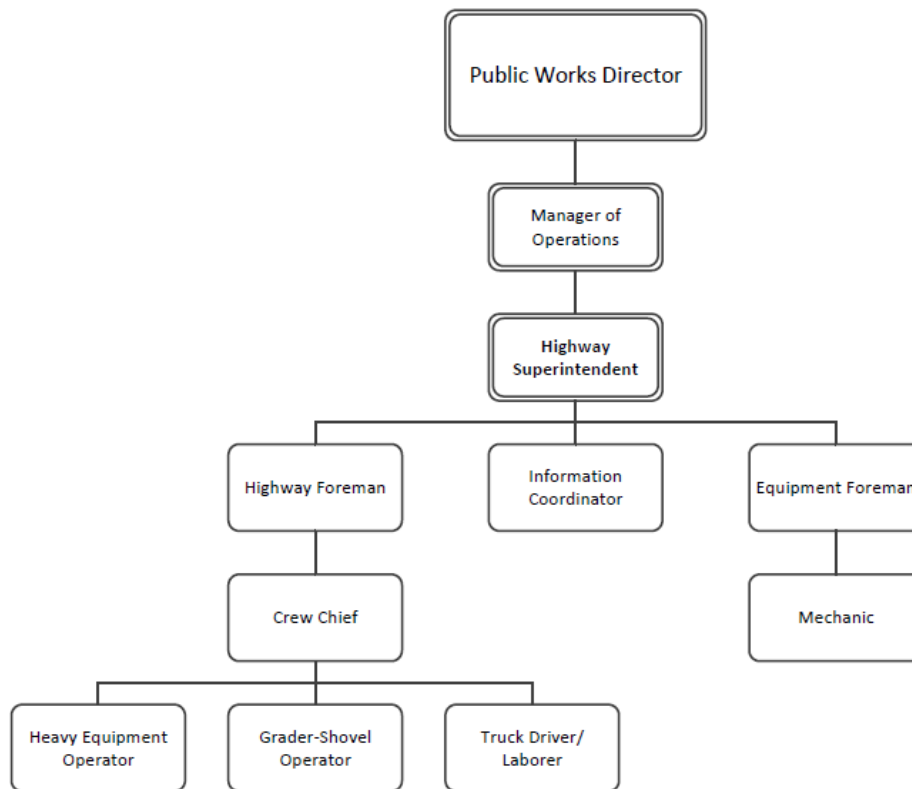 Public Works Director
Manager of
Operations
Highway
Superintendent
Highway Foreman
Information
Coordinator
Equipment Foreman
Crew Chief
Mechanic
Heavy Equipment
Operator
Grader-Shovel
Operator
Truck Driver/
Laborer